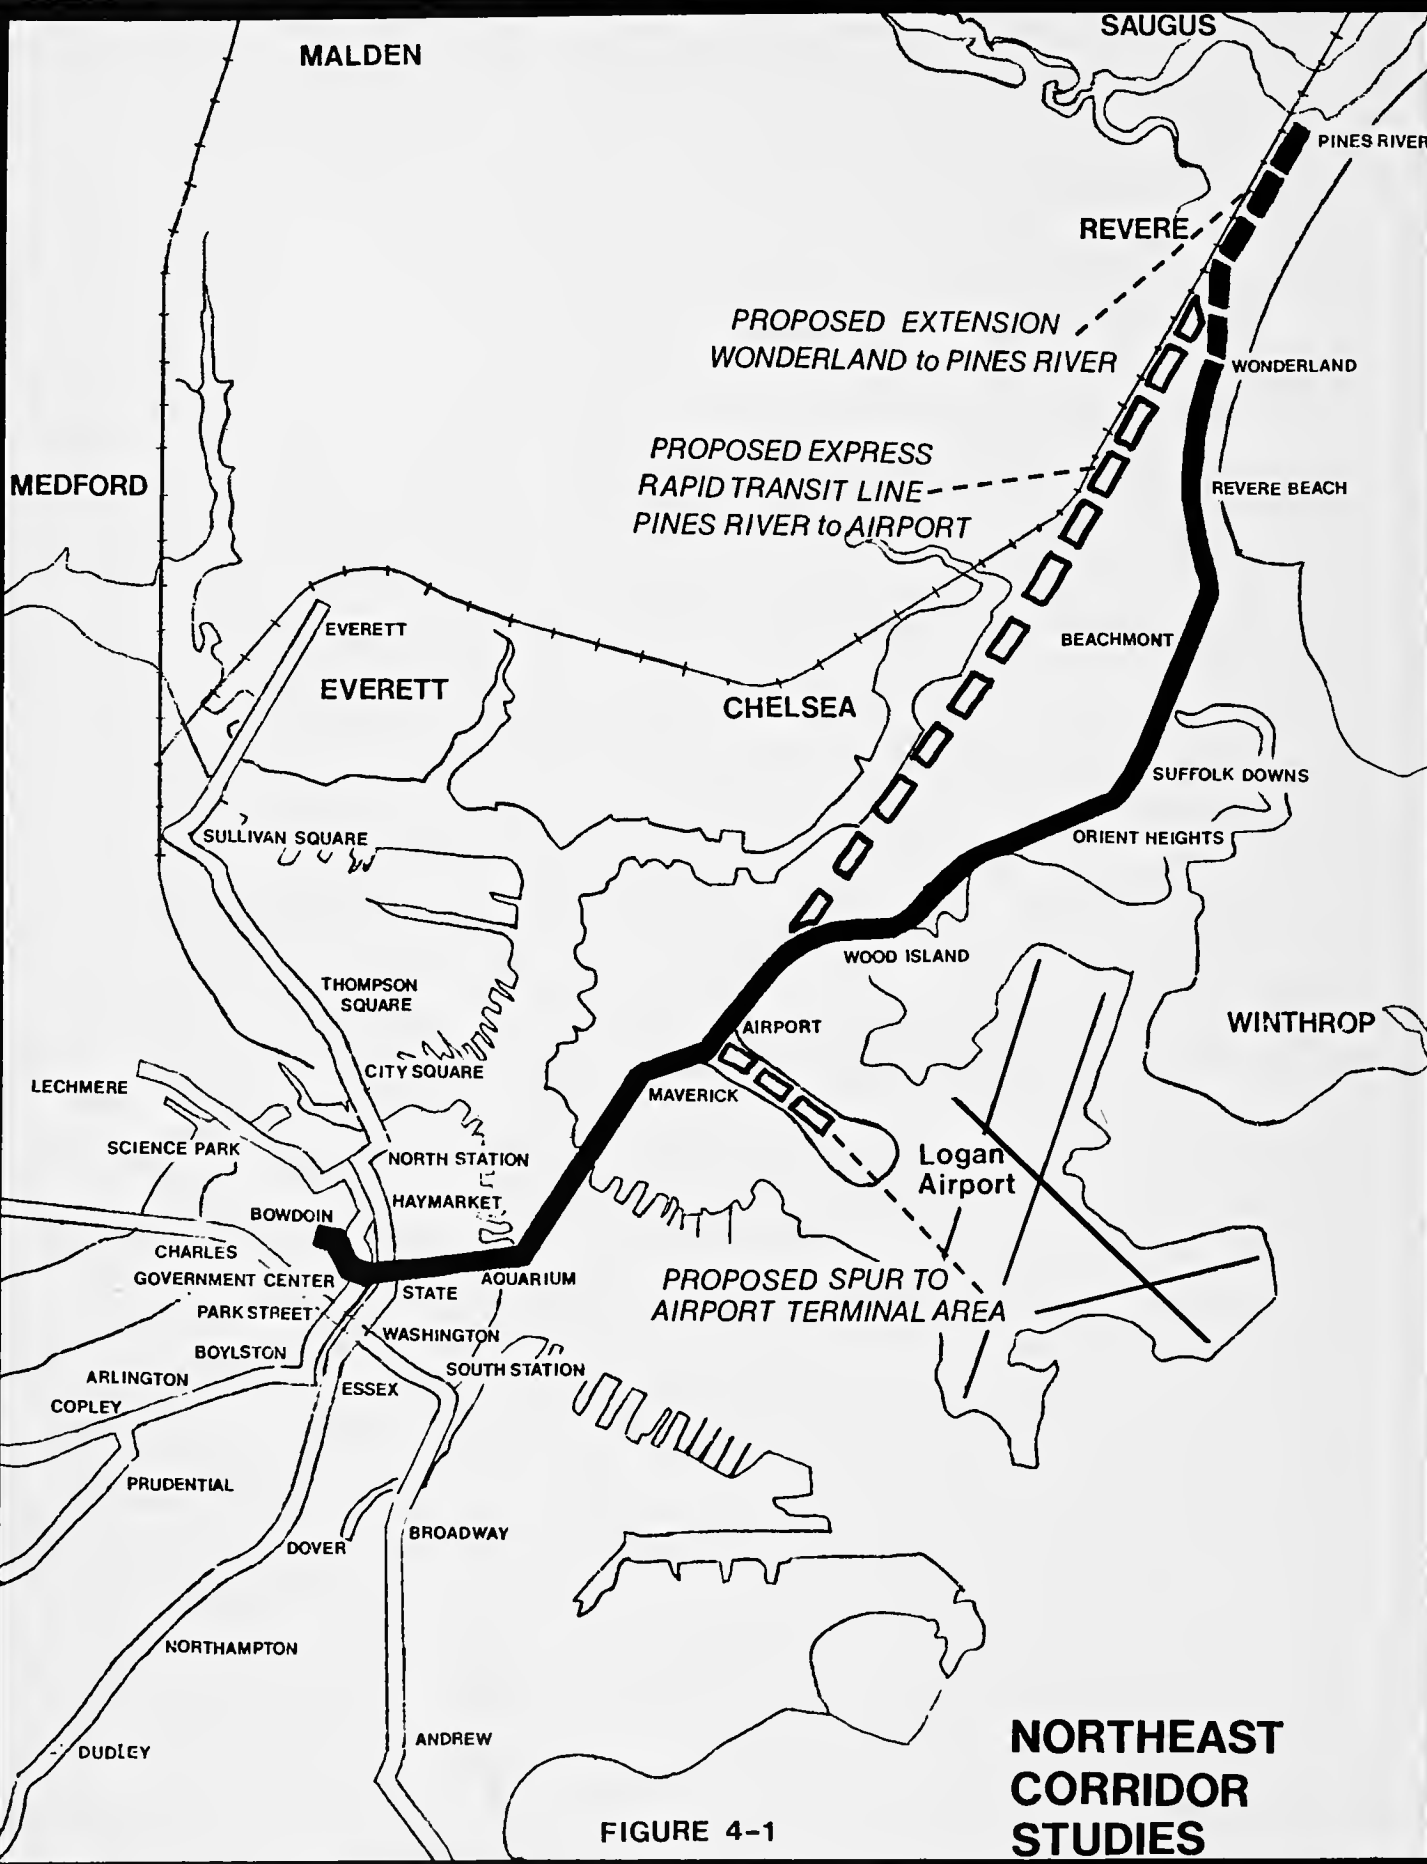 SAUGUS
MALDEN
PINES RIVER
REVERE
PROPOSED EXTENSION
WONDERLAND to PINES RIVER
WONDERLAND
PROPOSED EXPRESS
RAPID TRANSIT LINE
PINES RIVER to AIRPORT
MEDFORD
REVERE BEACH
EVERETT
BEACHMONT
EVERETT
CHELSEA
SUFFOLK DOWNS
SULLIVAN SQUARE
ORIENT HEIGHTS
WOOD ISLAND
THOMPSON
SQUARE
AIRPORT
WINTHROP
CITY SQUARE
LECHMERE
MAVERICK
SCIENCE PARK
NORTH STATION
Logan
Airport
HAYMARKET
BOWDOIN
CHARLES
GOVERNMENT CENTER
AQUARIUM
STATE
PROPOSED SPUR TO
AIRPORT TERMINAL AREA
PARK STREET
WASHINGTON
BOYLSTON
SOUTH STATION
ARLINGTON
ESSEX
COPLEY
PRUDENTIAL
BROADWAY
DOVER
NORTHAMPTON
ANDREW
DUDLEY
NORTHEAST
CORRIDOR
STUDIES
FIGURE 4-1